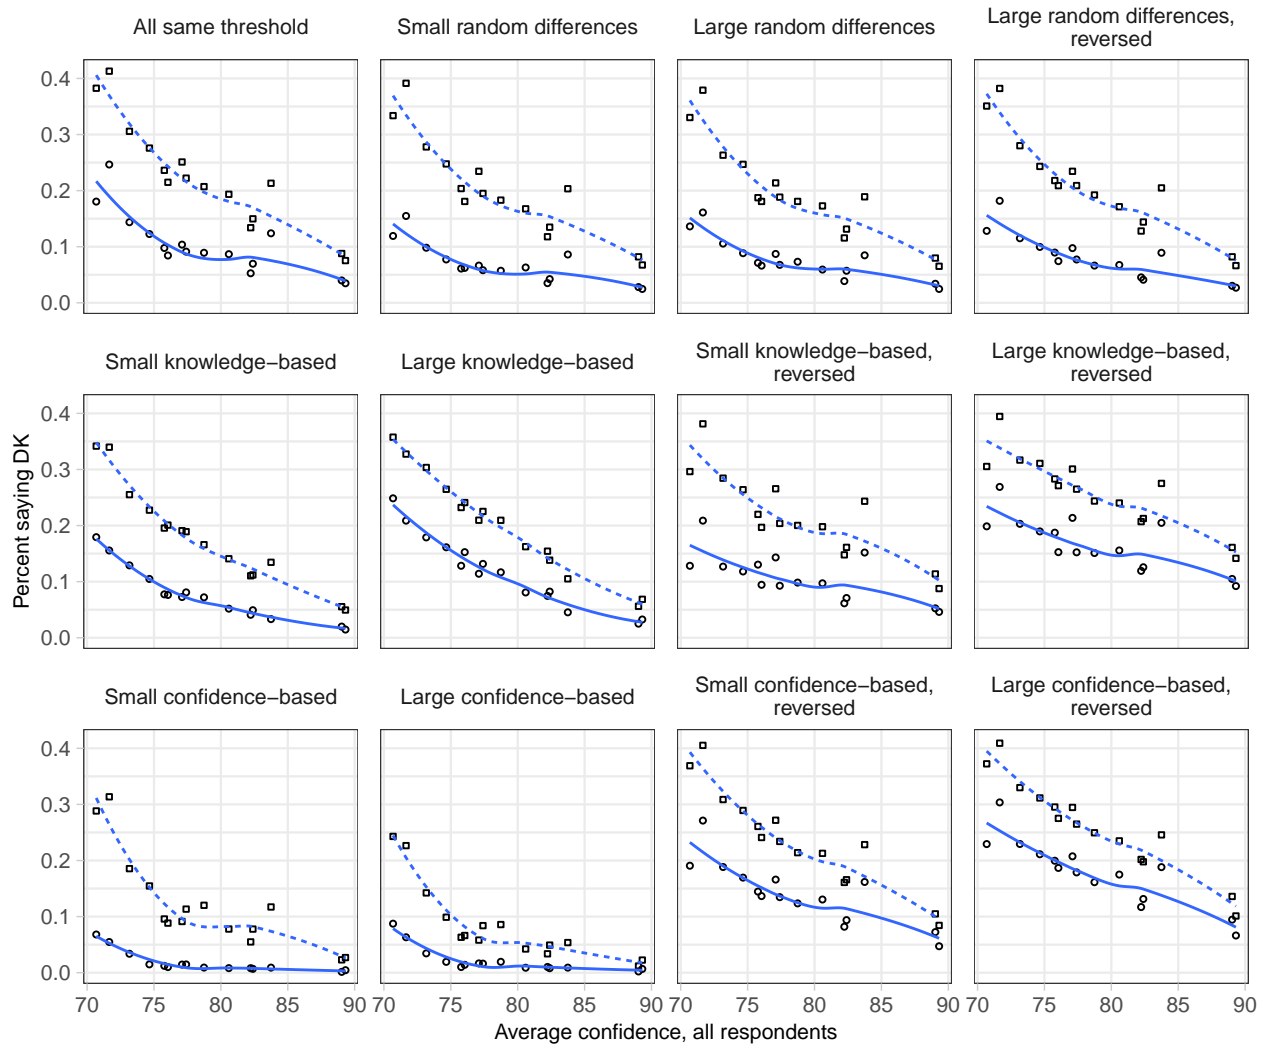 All same threshold
Small random differences
Large random differences
Large random differences,
reversed
0.4
0.3
0.2
0.1
0.0
Small knowledge−based
Large knowledge−based
Small knowledge−based,
reversed
Large knowledge−based,
reversed
Percent saying DK
0.4
0.3
0.2
0.1
0.0
Small confidence−based
Large confidence−based
Small confidence−based,
reversed
Large confidence−based,
reversed
0.4
0.3
0.2
0.1
0.0
70 75 80 85 90 70 75 80 85 90 70 75 80 85 90 70 75 80 85 90
Average confidence, all respondents